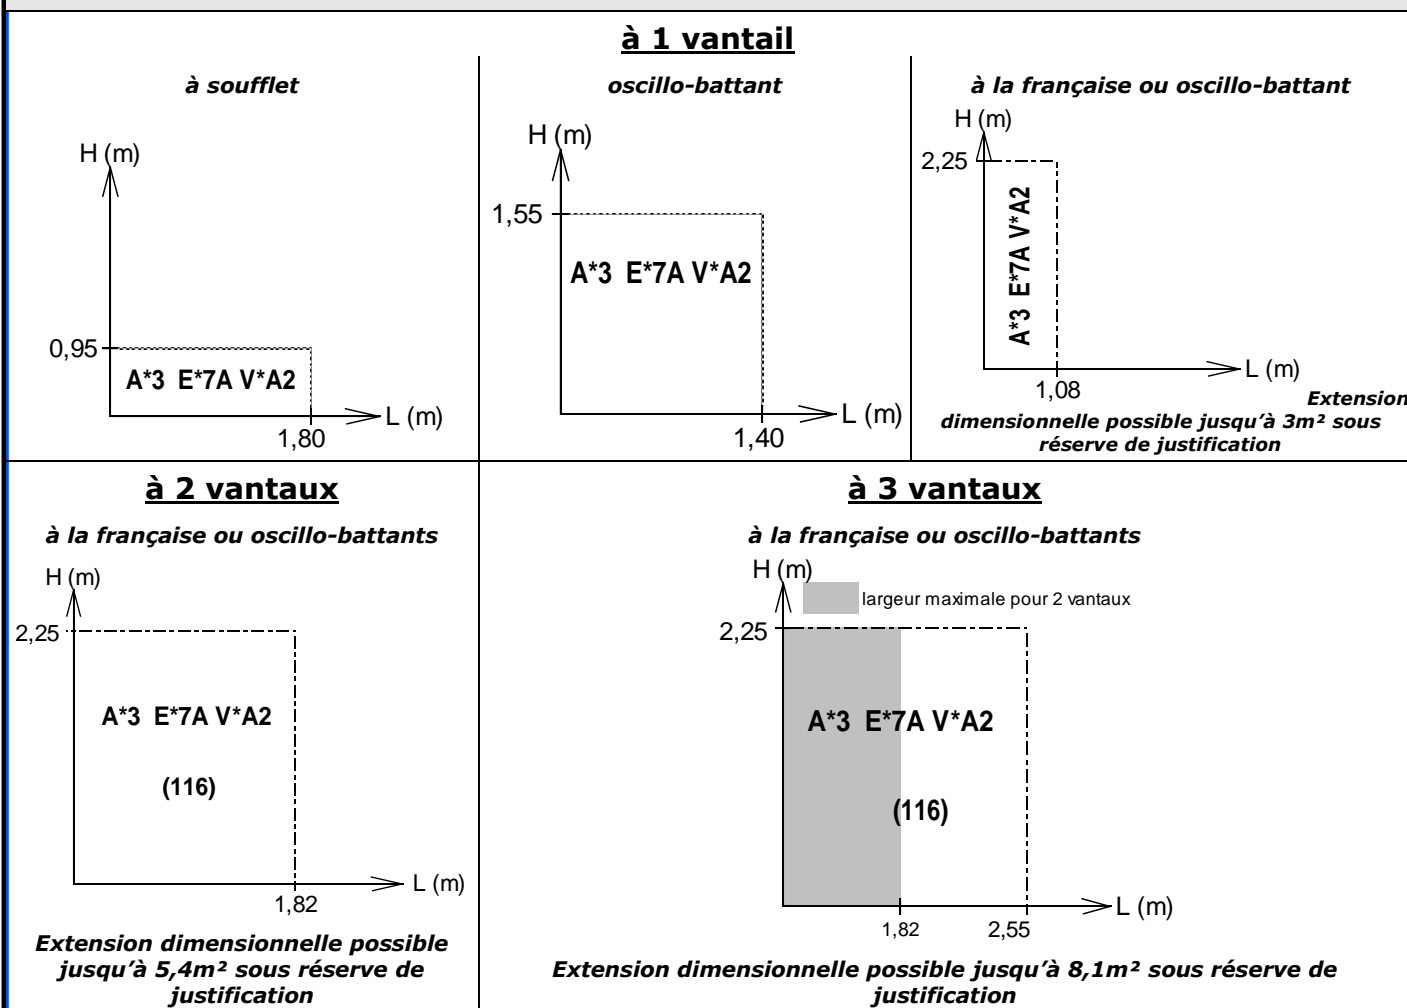 à 1 vantail
à soufflet
H (m)
0,95
A*3 E*7A V*A2
L (m)
1,80
oscillo-battant
H (m)
1,55
A*3 E*7A V*A2
L (m)
1,40
à la française ou oscillo-battant
H (m)
2,25
A*3 E*7A V*A2
L (m)
1,08
Extension
dimensionnelle possible jusqu’à 3m² sous
réserve de justification
à 2 vantaux
à la française ou oscillo-battants
H (m)
2,25
A*3 E*7A V*A2
(116)
L (m)
1,82
Extension dimensionnelle possible
jusqu’à 5,4m² sous réserve de
justification
à 3 vantaux
à la française ou oscillo-battants
H (m)
largeur maximale pour 2 vantaux
2,25
A*3 E*7A V*A2
(116)
L (m)
1,82 2,55
Extension dimensionnelle possible jusqu’à 8,1m² sous réserve de
justification